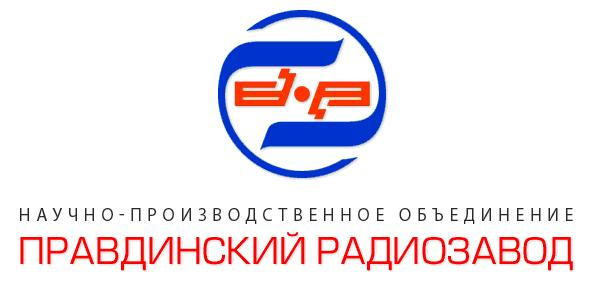 НАУЧНО-ПРОИЗВОДСТВЕННОЕ ОБЪЕДИНЕНИЕ
ПРАВДИНСКИЙ РАДИОЗАВОД